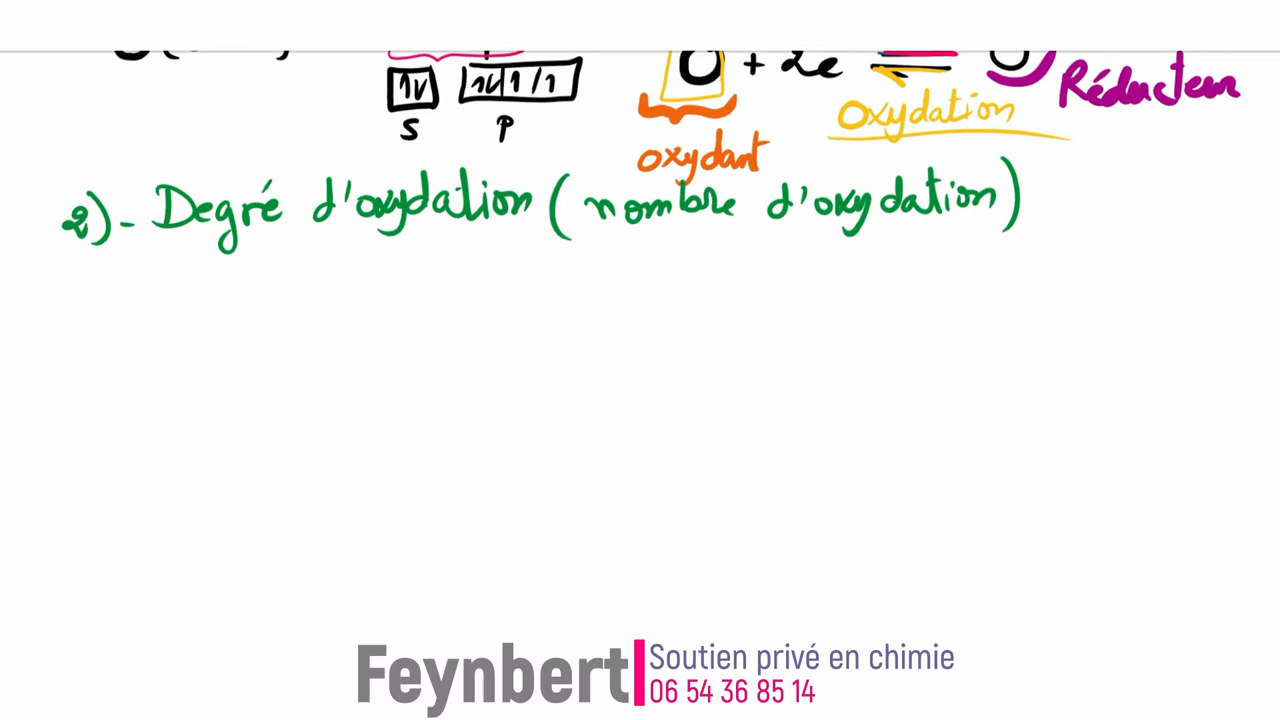 O + 2e
Réducteur
Oxydation
S
P
oxydant
2)- Degré d'oxydation (nombre d'oxydation)
Feynbert
Soutien privé en chimie
06 54 36 85 14